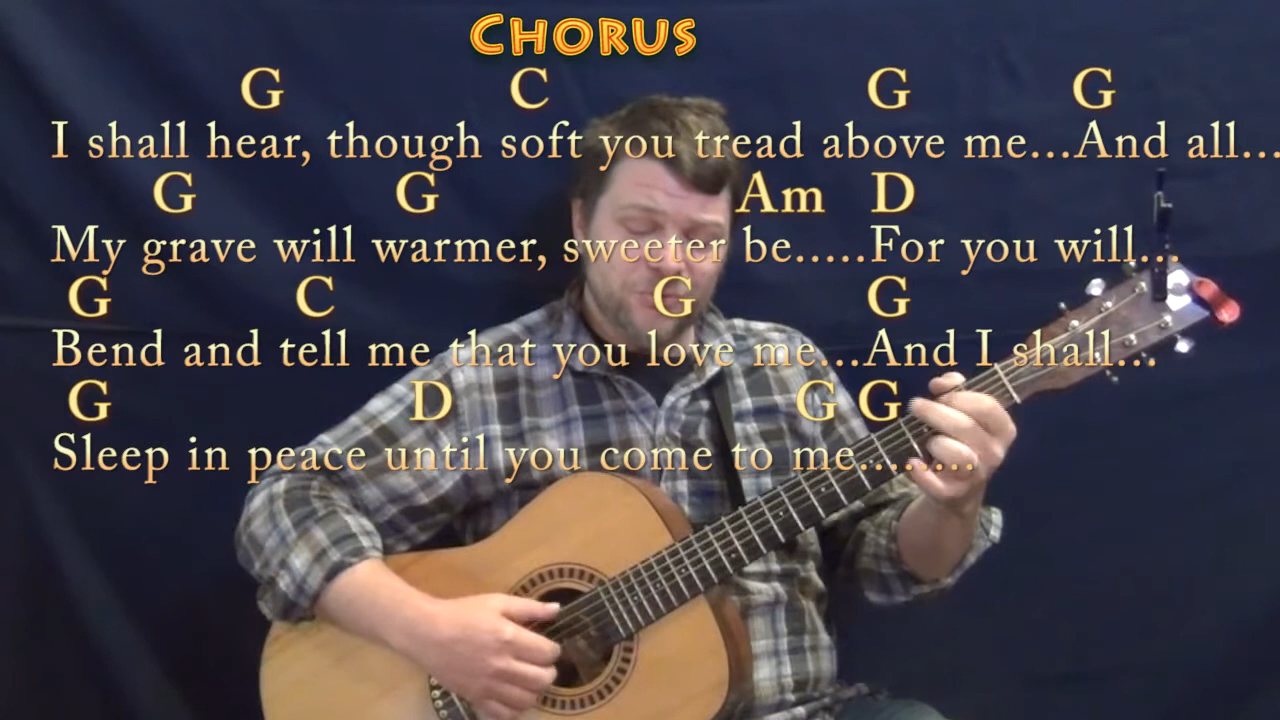 CHORUS
G C G G
I shall hear, though soft you tread above me...And all...
G G Am D
My grave will warmer, sweeter be.....For you will...
G C G G
Bend and tell me that you love me...And I shall...
G D G G
Sleep in peace until you come to me........